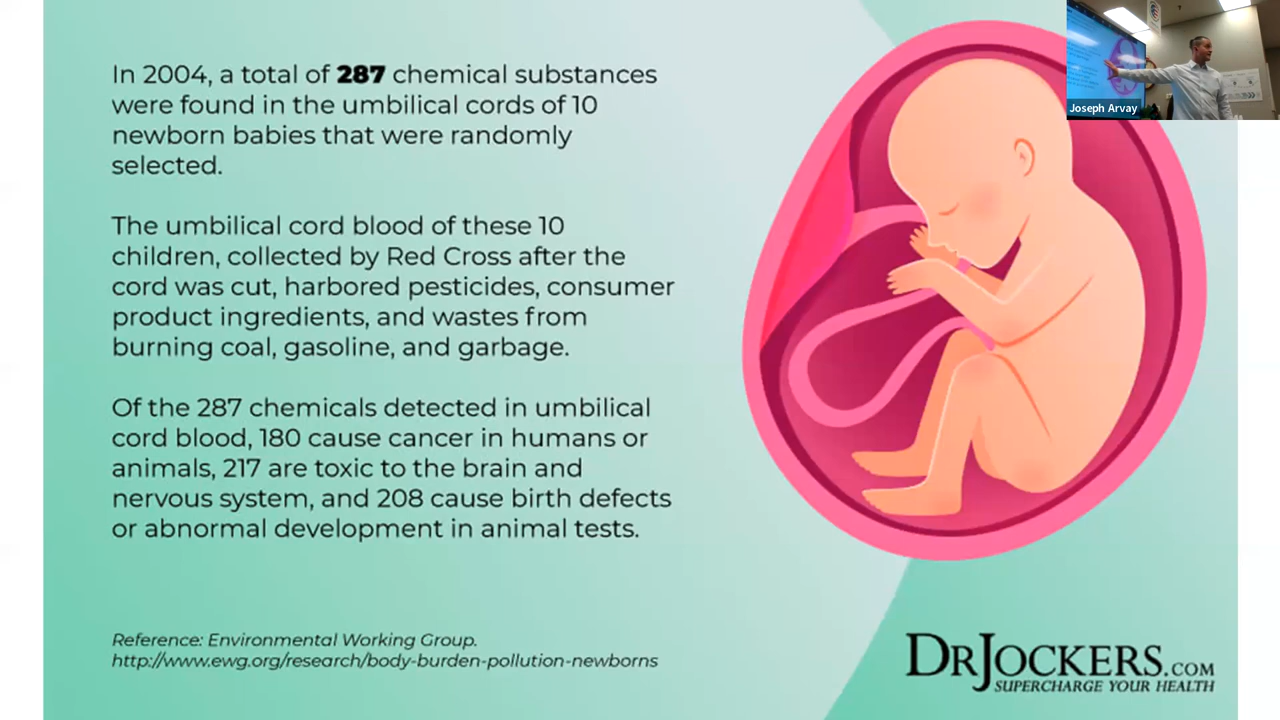 In 2004, a total of 287 chemical substances
were found in the umbilical cords of 10
newborn babies that were randomly
selected.
The umbilical cord blood of these 10
children, collected by Red Cross after the
cord was cut, harbored pesticides, consumer
product ingredients, and wastes from
burning coal, gasoline, and garbage.
Of the 287 chemicals detected in umbilical
cord blood, 180 cause cancer in humans or
animals, 217 are toxic to the brain and
nervous system, and 208 cause birth defects
or abnormal development in animal tests.
Reference: Environmental Working Group.
http://www.ewg.org/research/body-burden-pollution-newborns
Joseph Arvay
DRJOCKERS.COM
SUPERCHARGE YOUR HEALTH